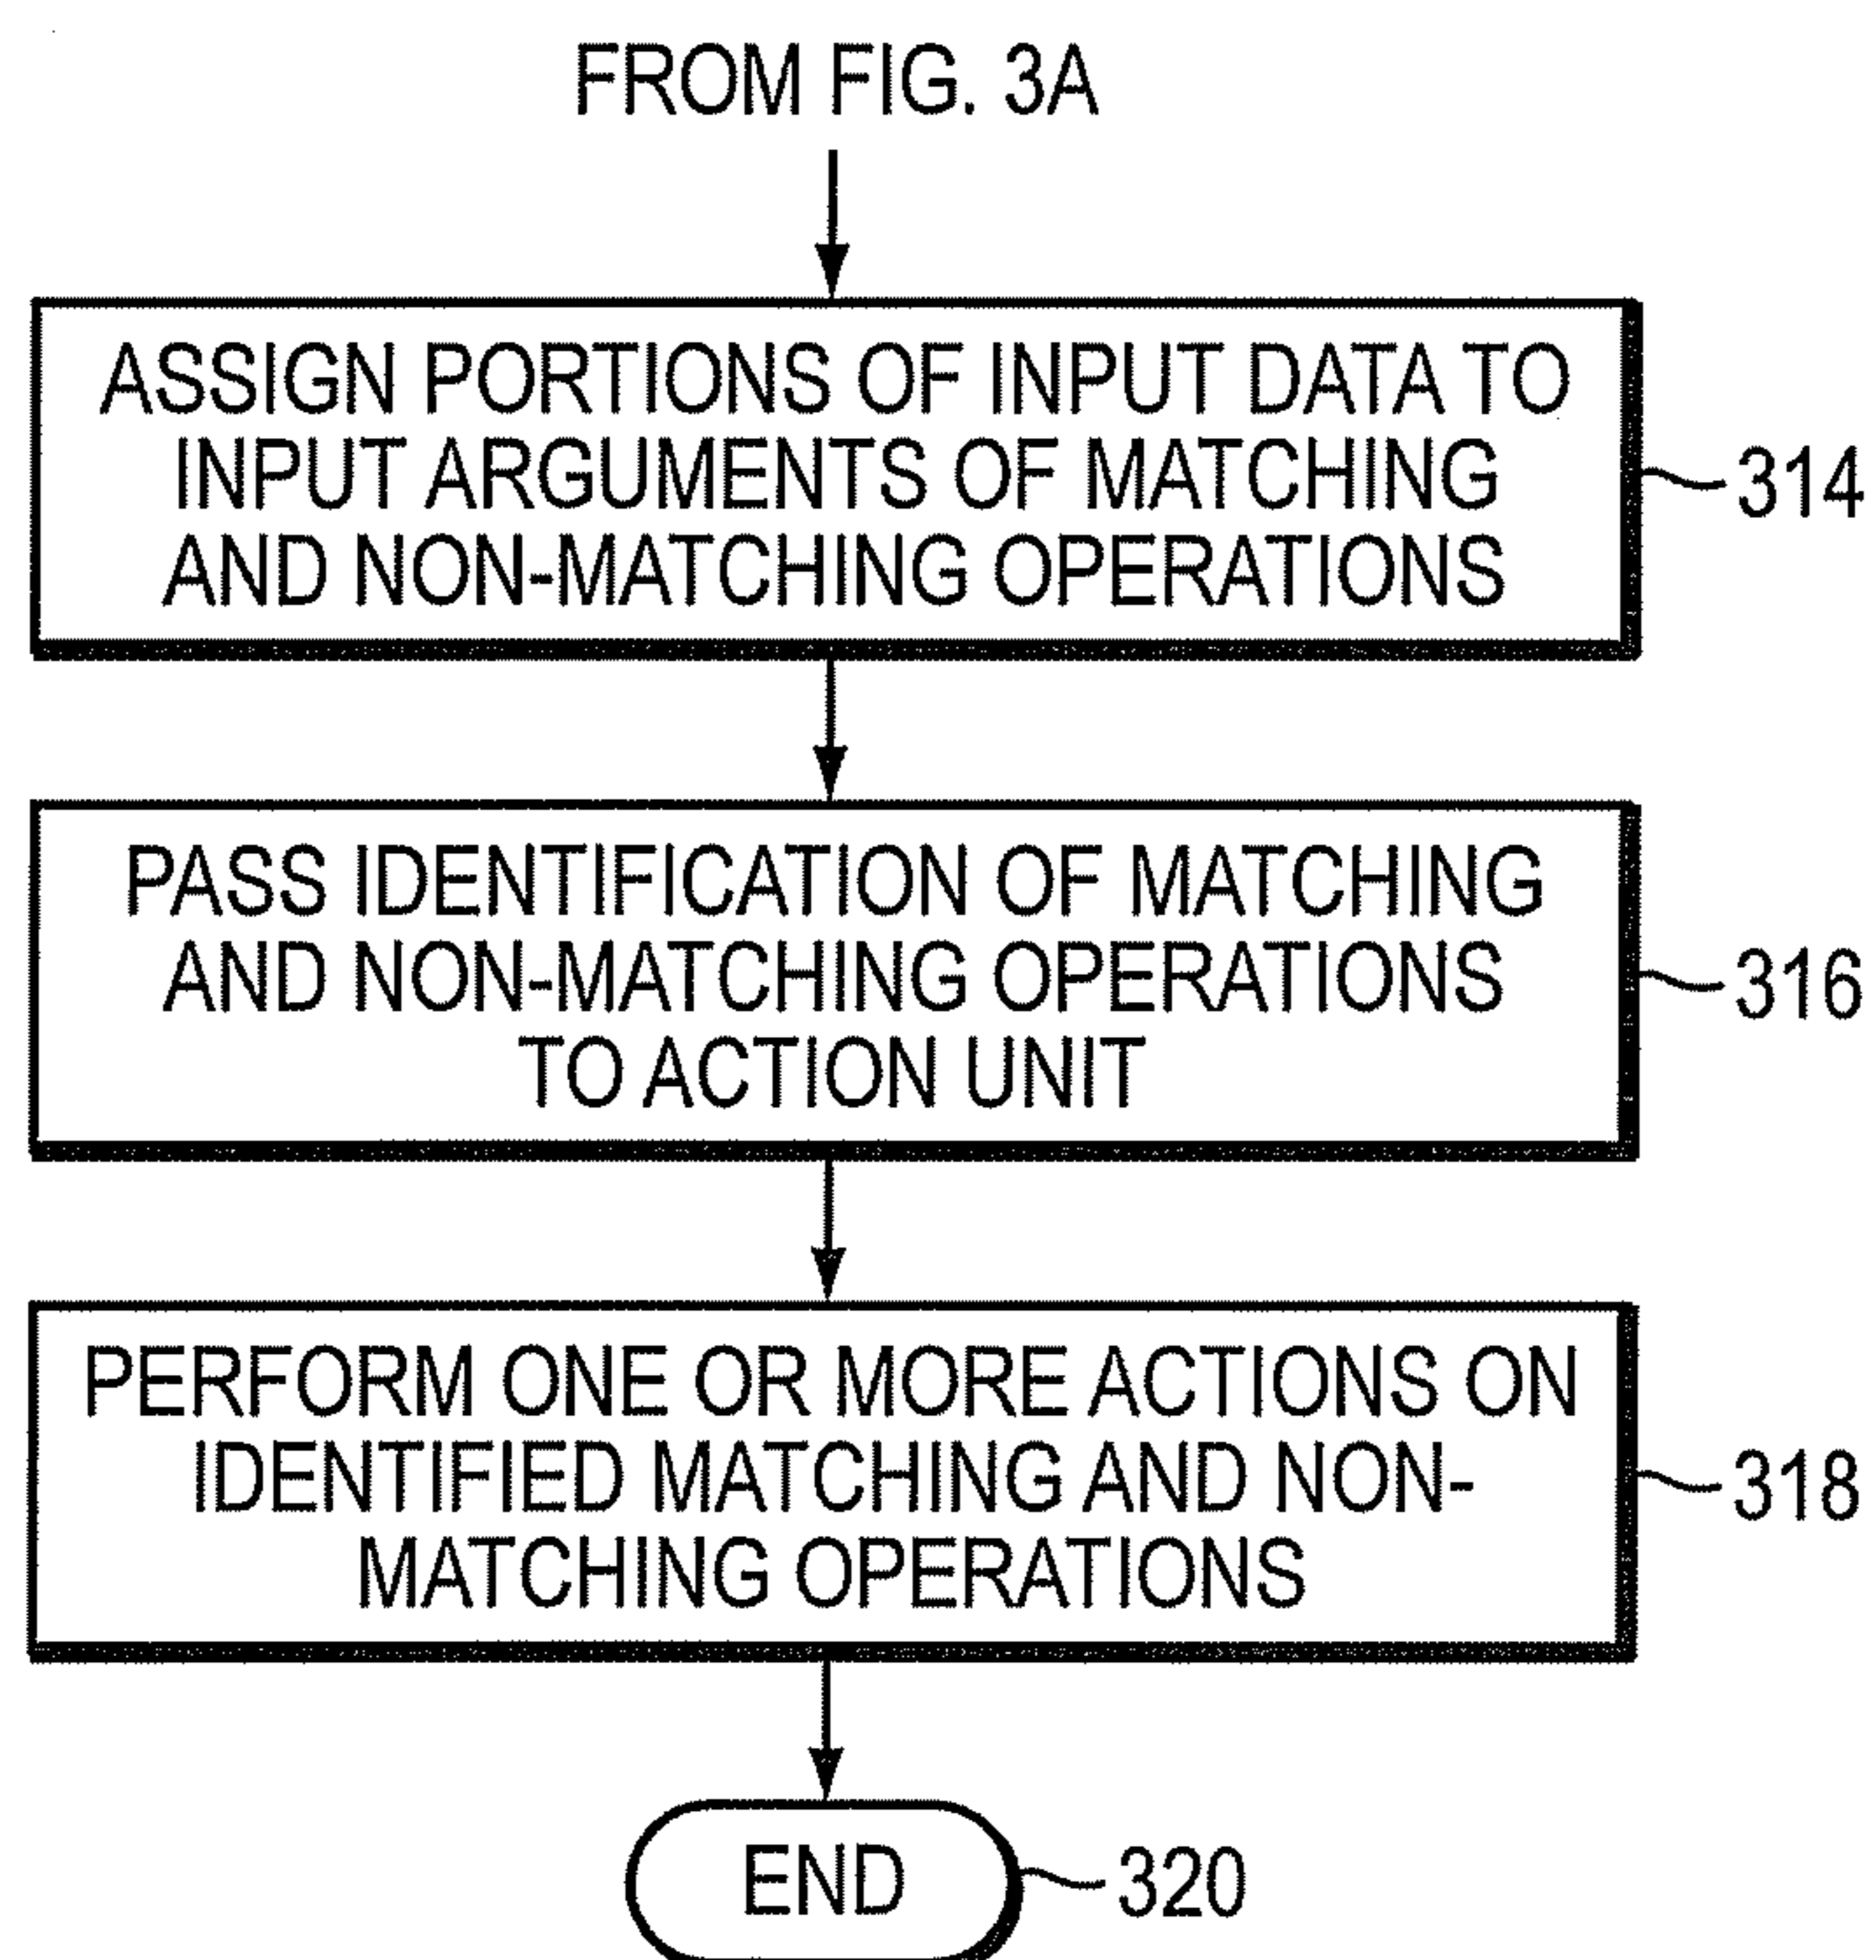 FROM FIG. 3A
ASSIGN PORTIONS OF INPUT DATA TO
INPUT ARGUMENTS OF MATCHING
AND NON-MATCHING OPERATIONS
314
PASS IDENTIFICATION OF MATCHING
AND NON-MATCHING OPERATIONS
TO ACTION UNIT
316
PERFORM ONE OR MORE ACTIONS ON
IDENTIFIED MATCHING AND NON-
MATCHING OPERATIONS
318
END
320